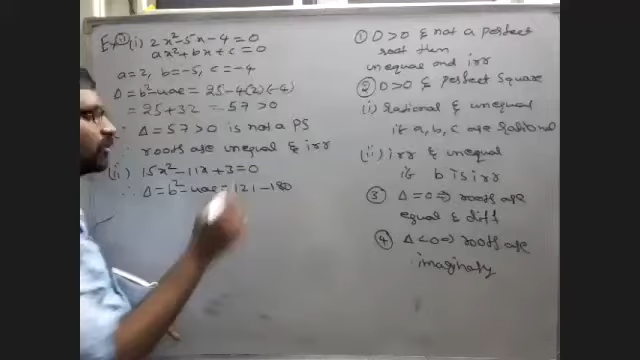 Ex (i) 2x²-5x-4=0
ax²+bx+c=0
a=2, b=-5, c=-4
Δ=b²-4ac=25-4(2)(-4)
=25+32=57>0
∴ Δ=57>0 is not a PS
∴ roots are unequal & irr
(ii) 15x²-11x+3=0
∴ Δ=b²-4ac=121-180
① D>0 & not a perfect
root then
unequal and irr
② D>0 & perfect Square
(i) Rational & unequal
if a, b, c are rational
(ii) irr & unequal
if b is irr
③ Δ=0⇒ roots are
equal & diff
④ Δ<0⇒ roots are
imaginary